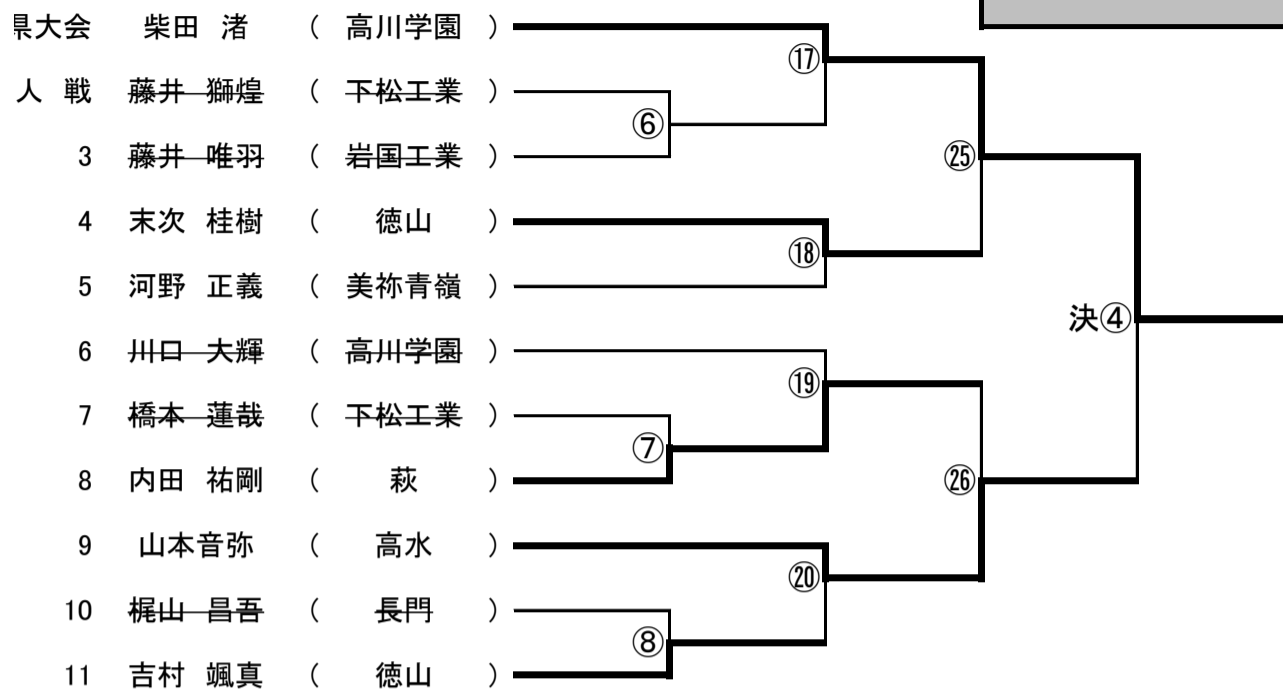 県大会 柴田 渚 ( 高川学園 )
⑰
人 戦 藤井 獅煌 ( 下松工業 )
⑥
3 藤井 唯羽 ( 岩国工業 )
㉕
4 末次 桂樹 ( 徳山 )
⑱
5 河野 正義 ( 美祢青嶺 )
決④
6 川口 大輝 ( 高川学園 )
⑲
7 橋本 蓮哉 ( 下松工業 )
⑦
8 内田 祐剛 ( 萩 )
㉖
9 山本音弥 ( 高水 )
⑳
10 梶山 昌吾 ( 長門 )
⑧
11 吉村 颯真 ( 徳山 )